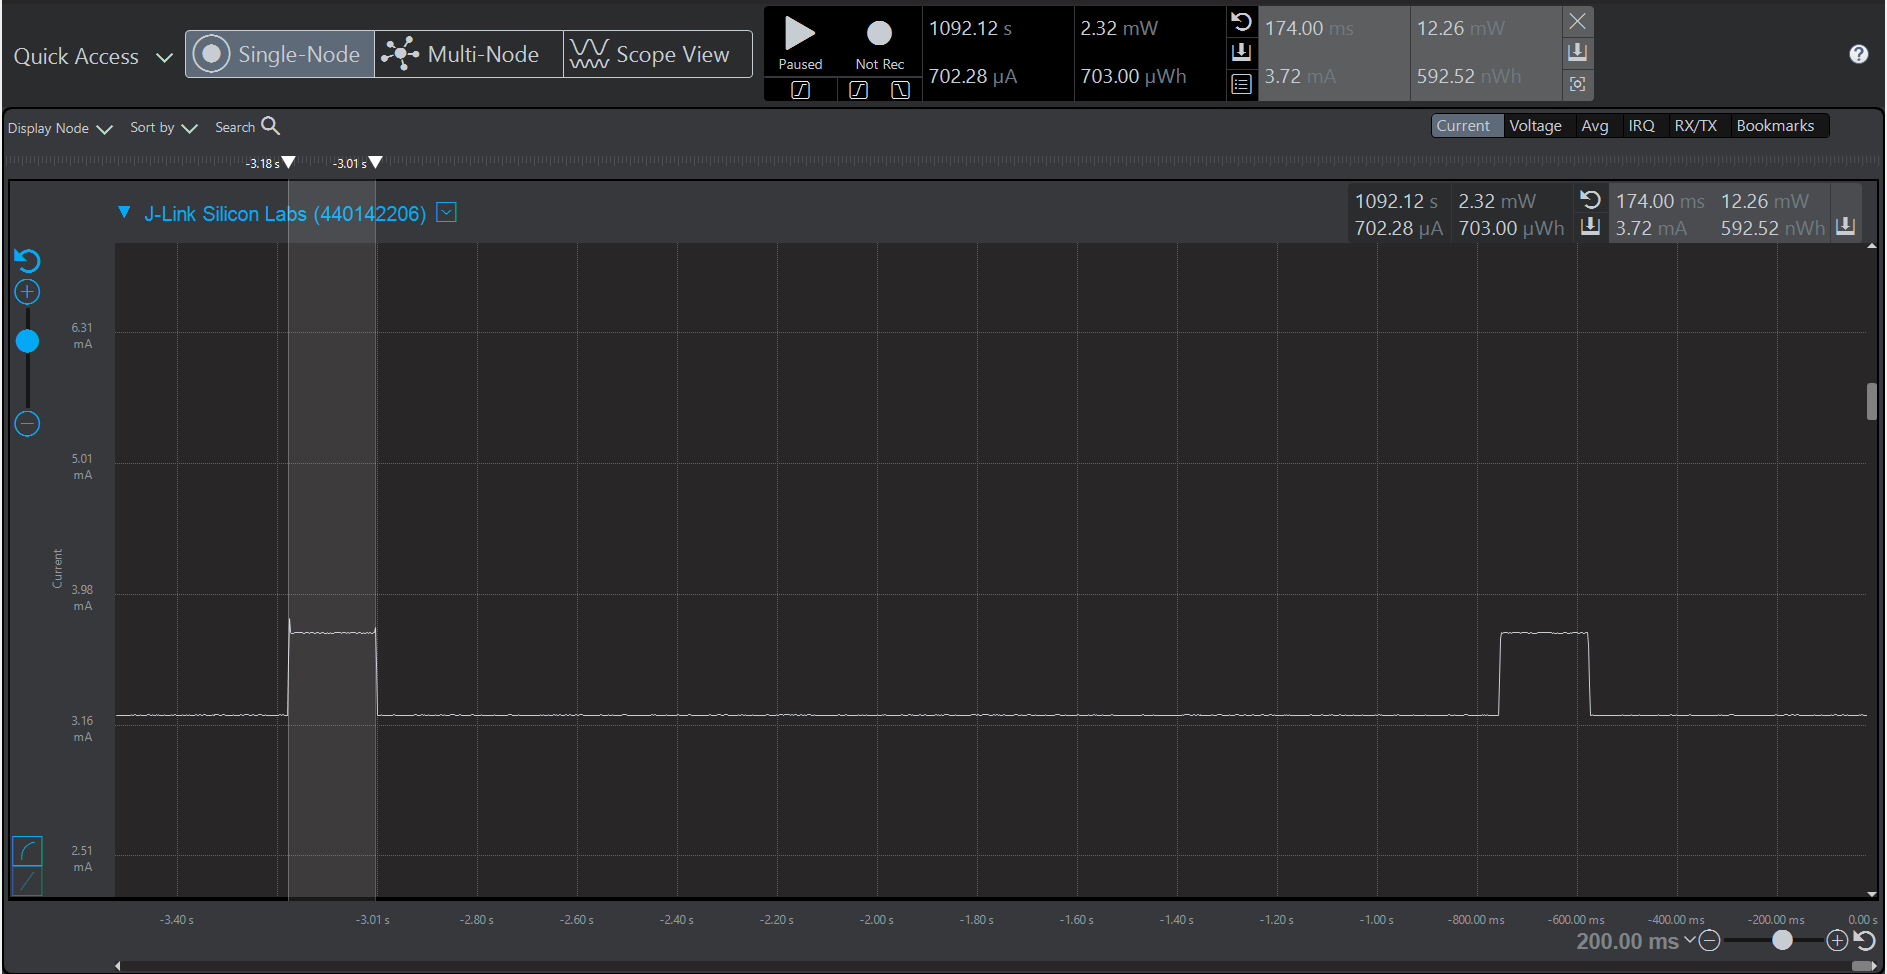 Quick Access
Single-Node
Multi-Node
Scope View
Paused
Not Rec
1092.12 s
2.32 mW
702.28 µA
703.00 µWh
174.00 ms
12.26 mW
3.72 mA
592.52 nWh
Display Node
Sort by
Search
Current
Voltage
Avg
IRQ
RX/TX
Bookmarks
-3.18 s
-3.01 s
J-Link Silicon Labs (440142206)
1092.12 s
2.32 mW
174.00 ms
12.26 mW
702.28 µA
703.00 µWh
3.72 mA
592.52 nWh
6.31
mA
5.01
mA
Current
3.98
mA
3.16
mA
2.51
mA
-3.40 s
-3.01 s
-2.80 s
-2.60 s
-2.40 s
-2.20 s
-2.00 s
-1.80 s
-1.60 s
-1.40 s
-1.20 s
-1.00 s
-800.00 ms
-600.00 ms
-400.00 ms
-200.00 ms
0.00 s
200.00 ms